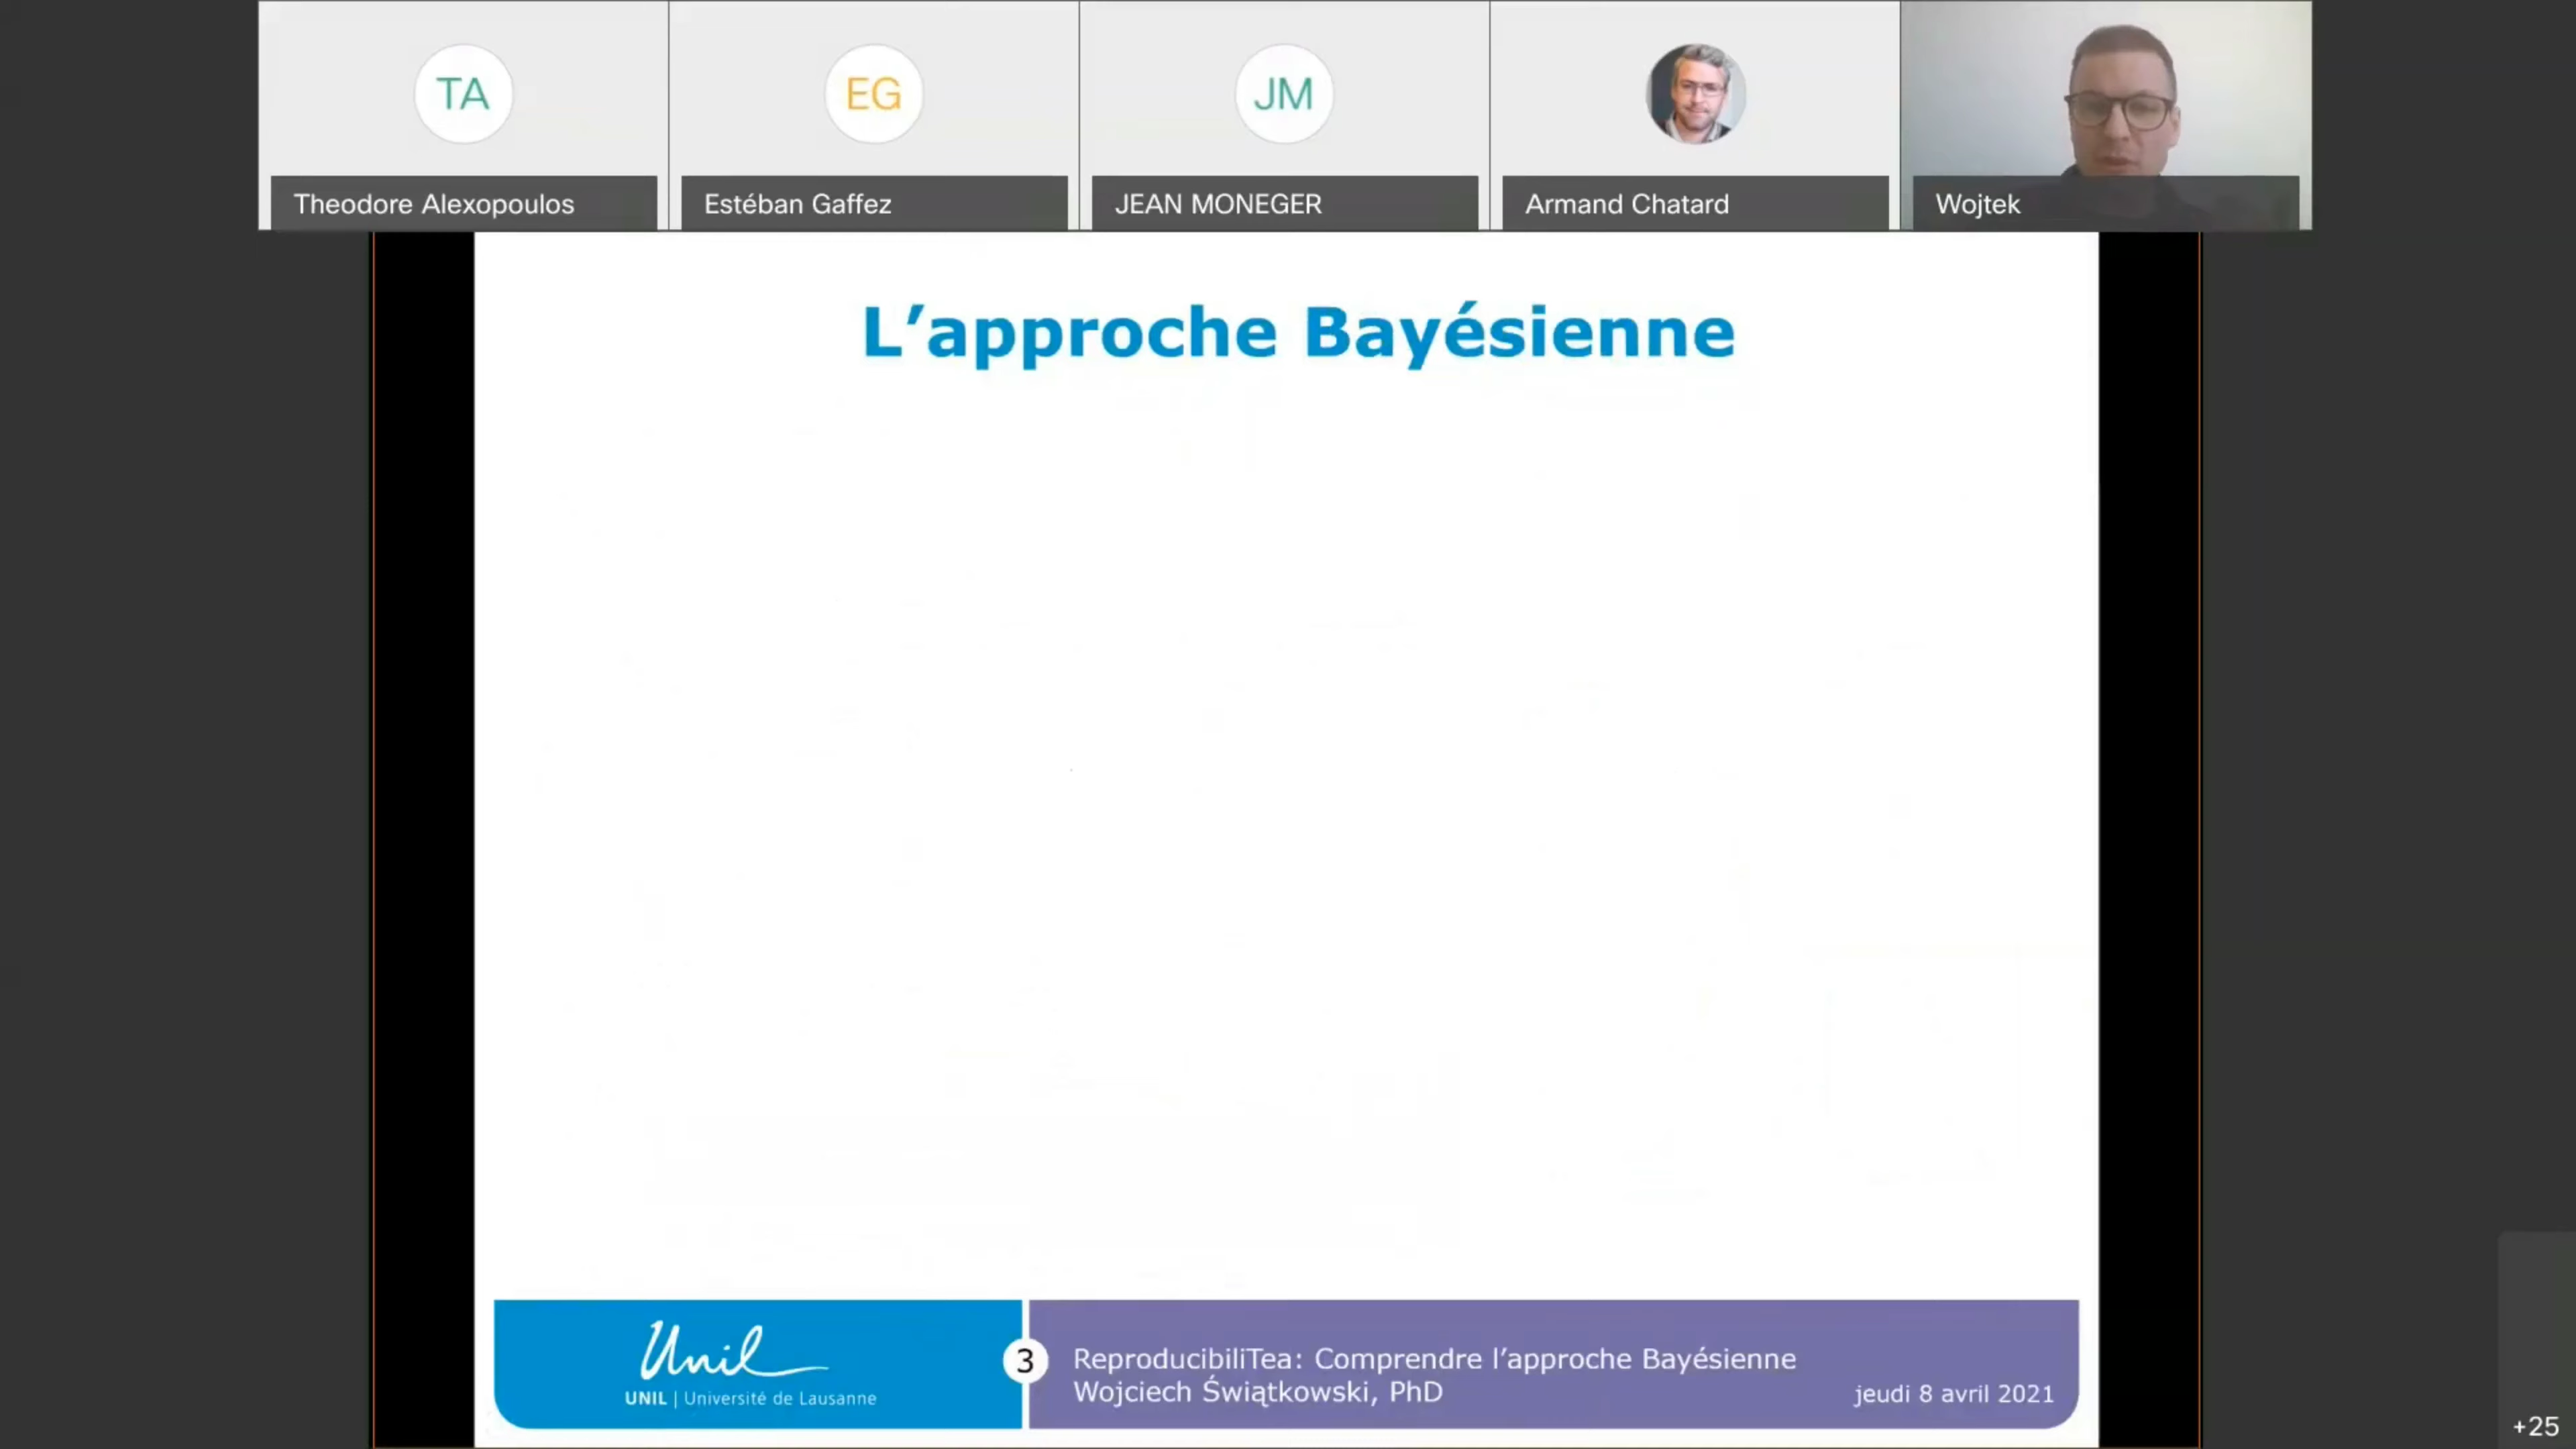 TA
EG
JM
Theodore Alexopoulos
Estéban Gaffez
JEAN MONEGER
Armand Chatard
Wojtek
L’approche Bayésienne
Unil
UNIL | Université de Lausanne
3
ReproducibiliTea: Comprendre l’approche Bayésienne
Wojciech Świątkowski, PhD
jeudi 8 avril 2021
+25